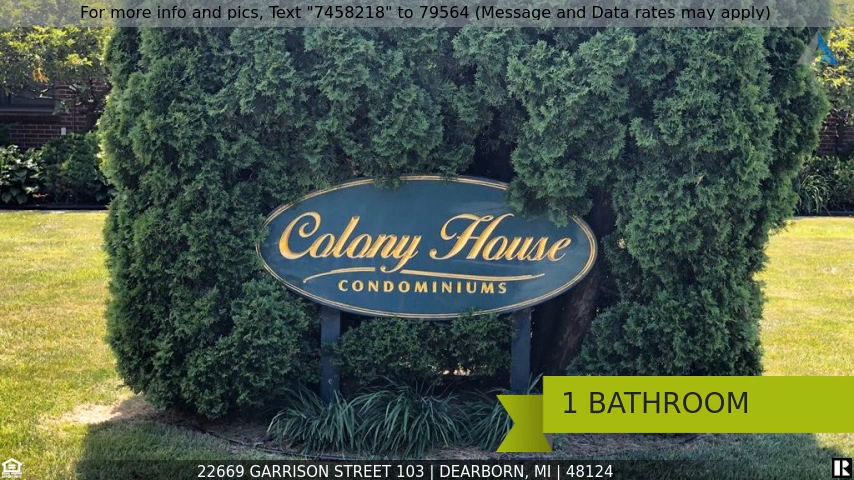 For more info and pics, Text "7458218" to 79564 (Message and Data rates may apply)
Colony House
CONDOMINIUMS
1 BATHROOM
22669 GARRISON STREET 103 | DEARBORN, MI | 48124